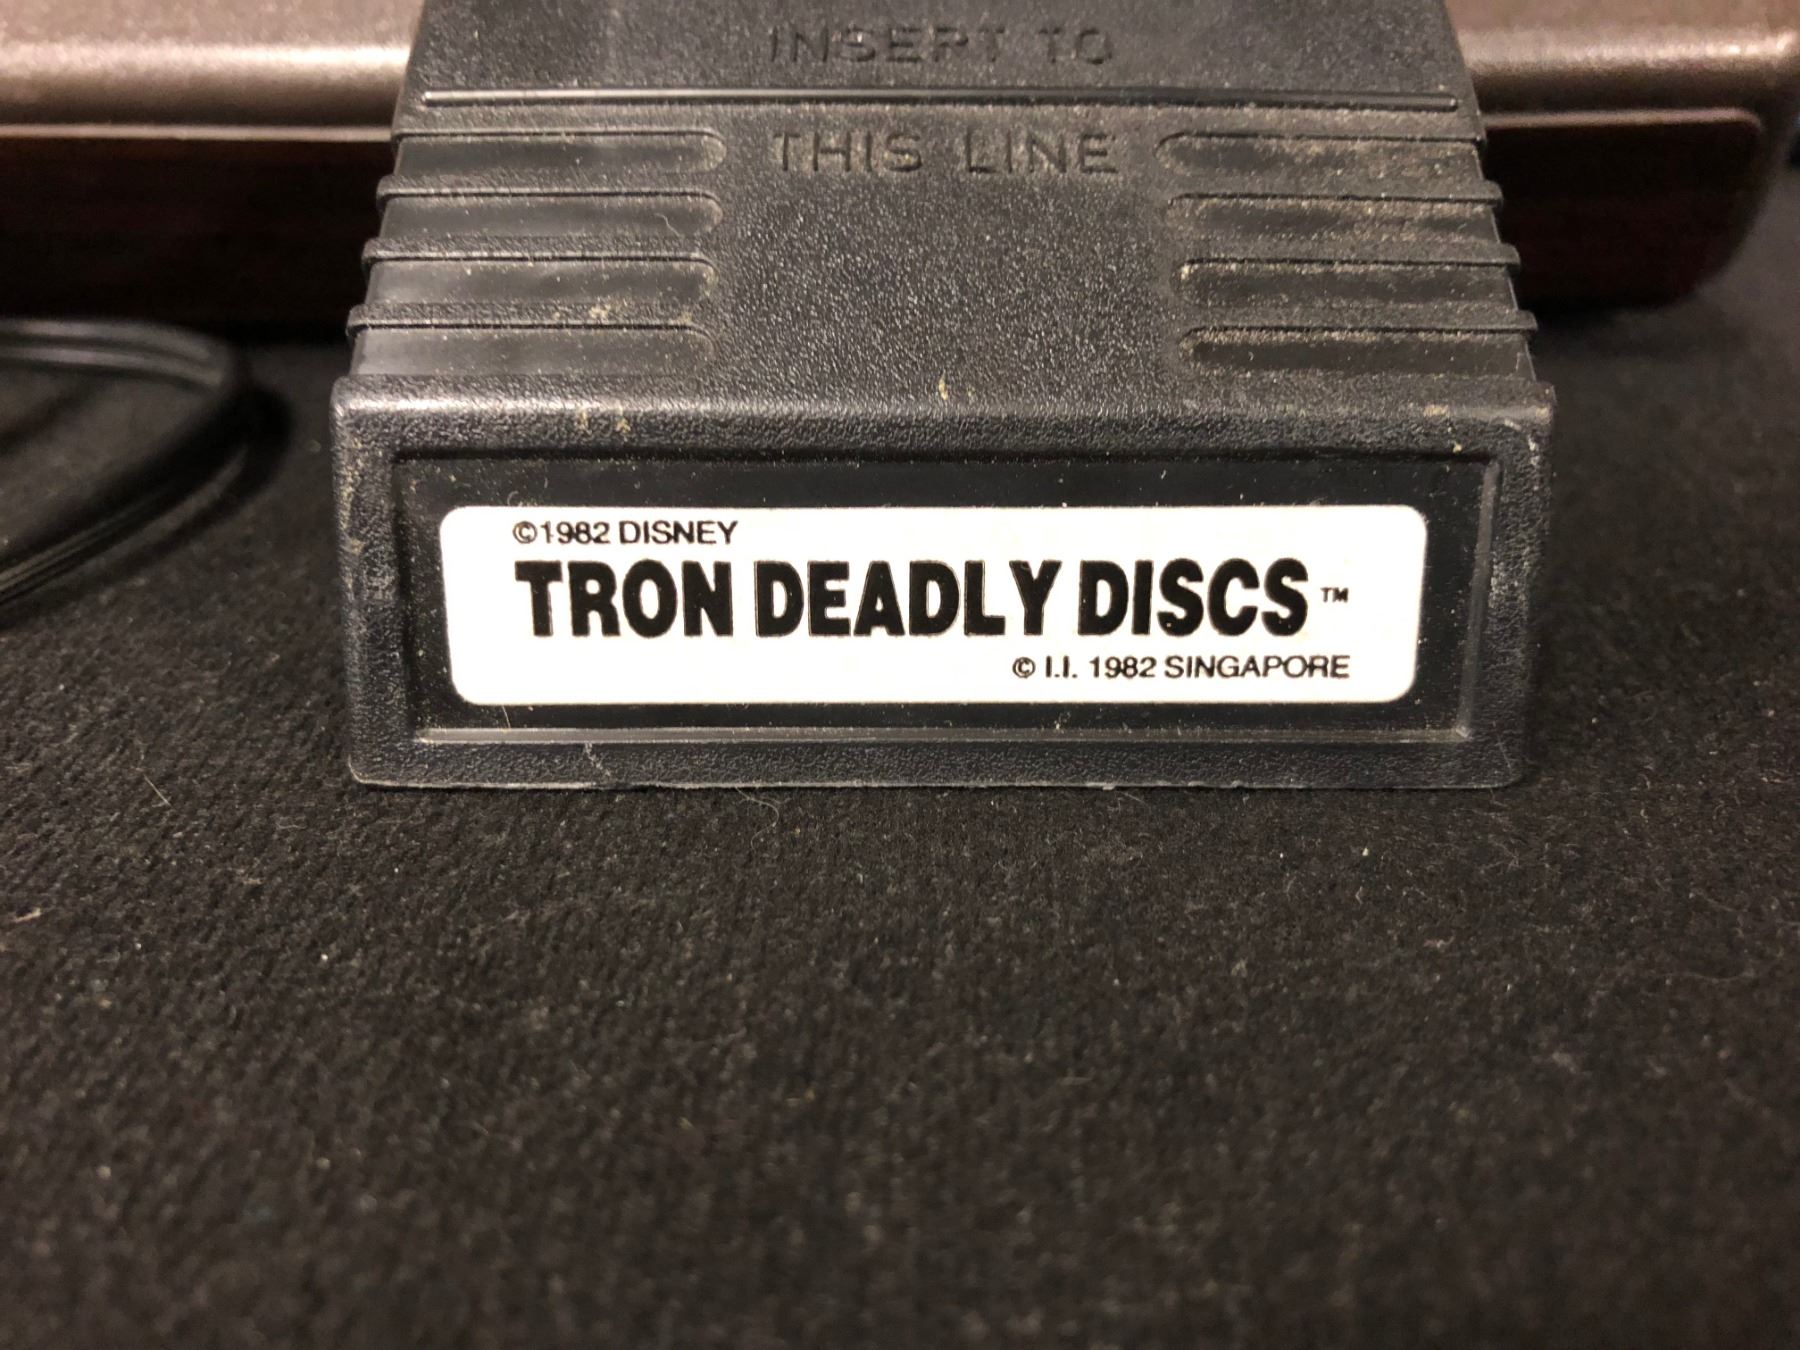 INSERT TO
THIS LINE
©1982 DISNEY
TRON DEADLY DISCS™
© I.I. 1982 SINGAPORE